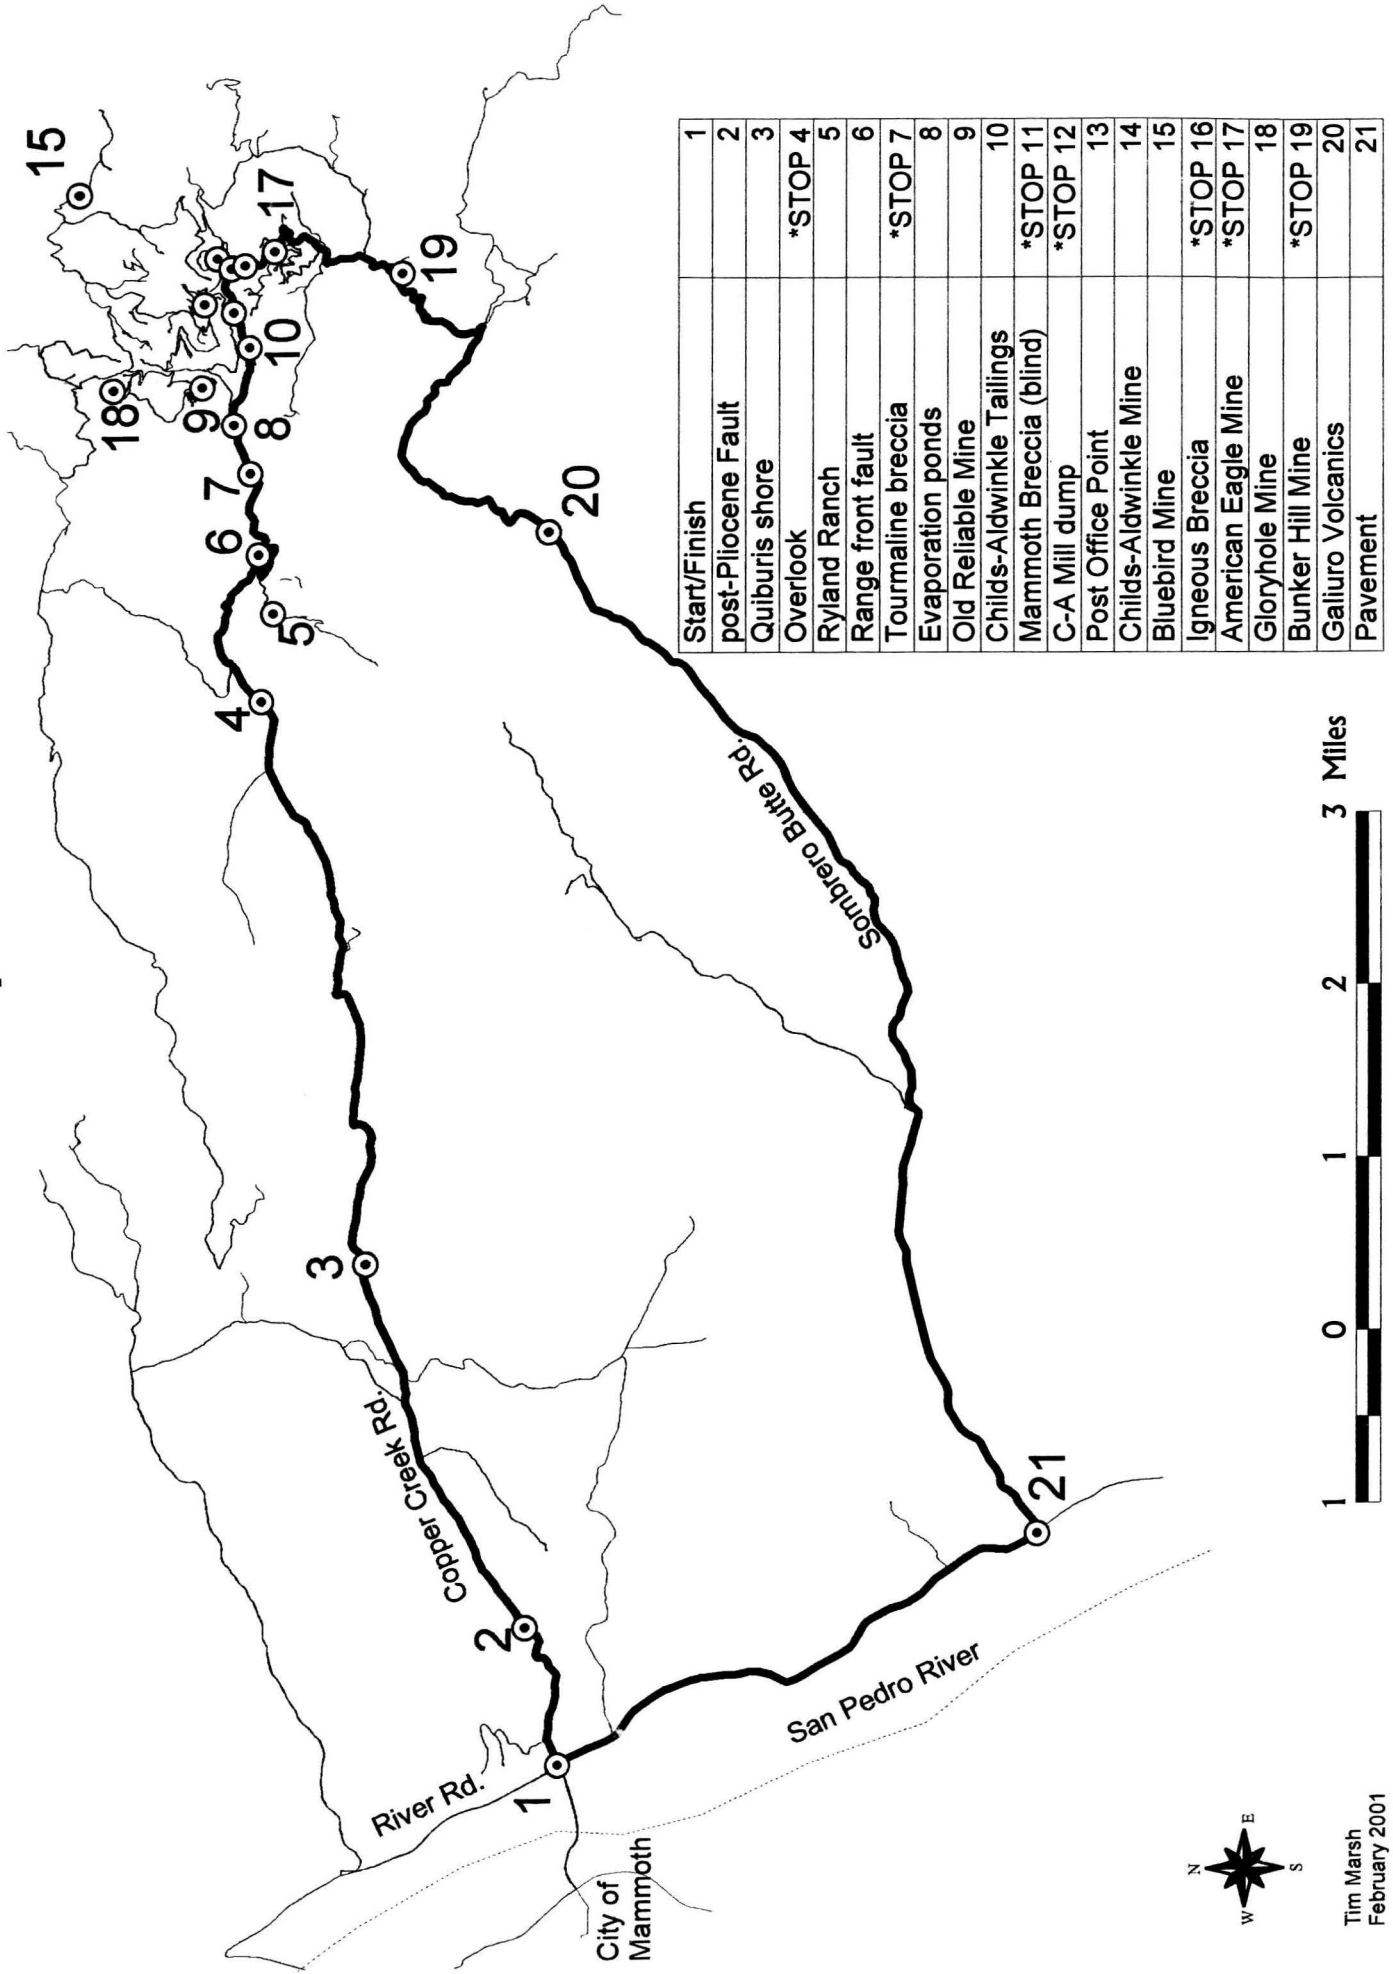 15
17
18
9
10
8
7
6
5
4
19
20
3
2
1
21
Copper Creek Rd.
Sombrero Butte Rd.
River Rd.
San Pedro River
City of
Mammoth
Start/Finish 1
post-Pliocene Fault 2
Quiburis shore 3
Overlook *STOP 4
Ryland Ranch 5
Range front fault 6
Tourmaline breccia *STOP 7
Evaporation ponds 8
Old Reliable Mine 9
Childs-Aldwinkle Tailings 10
Mammoth Breccia (blind) *STOP 11
C-A Mill dump *STOP 12
Post Office Point 13
Childs-Aldwinkle Mine 14
Bluebird Mine 15
Igneous Breccia *STOP 16
American Eagle Mine *STOP 17
Gloryhole Mine 18
Bunker Hill Mine *STOP 19
Galiuro Volcanics 20
Pavement 21
1 0 1 2 3 Miles
N
W E
S
Tim Marsh
February 2001